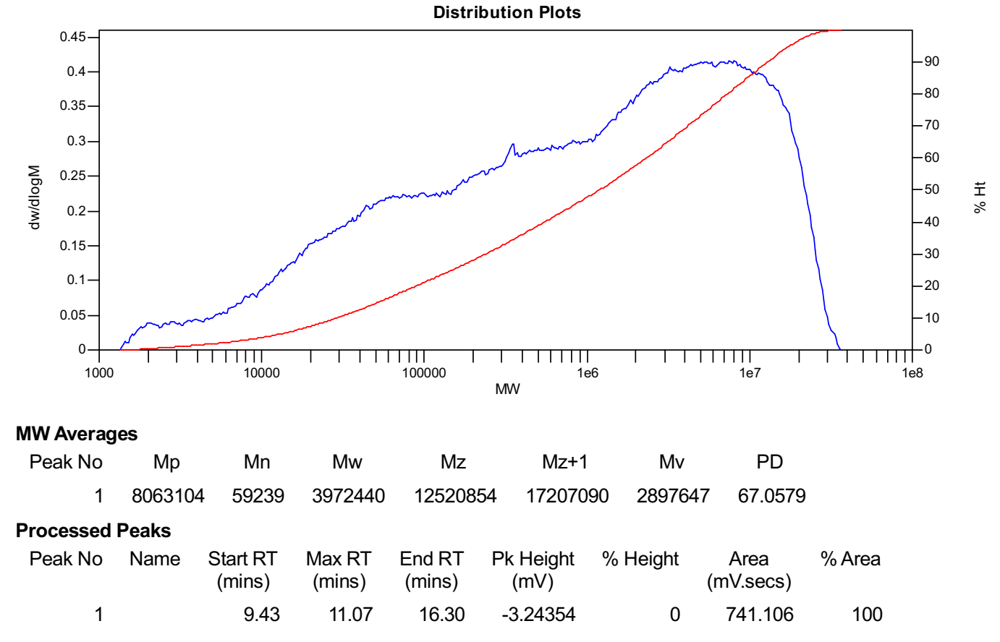 Distribution Plots
0.45
0.4
0.35
0.3
0.25
0.2
0.15
0.1
0.05
0
dw/dlogM
90
80
70
60
50
40
30
20
10
0
% Ht
1000 10000 100000 1e6 1e7 1e8
MW
MW Averages
Peak No Mp Mn Mw Mz Mz+1 Mv PD
1 8063104 59239 3972440 12520854 17207090 2897647 67.0579
Processed Peaks
Peak No Name Start RT Max RT End RT Pk Height % Height Area % Area
(mins) (mins) (mins) (mV) (mV.secs)
1 9.43 11.07 16.30 -3.24354 0 741.106 100